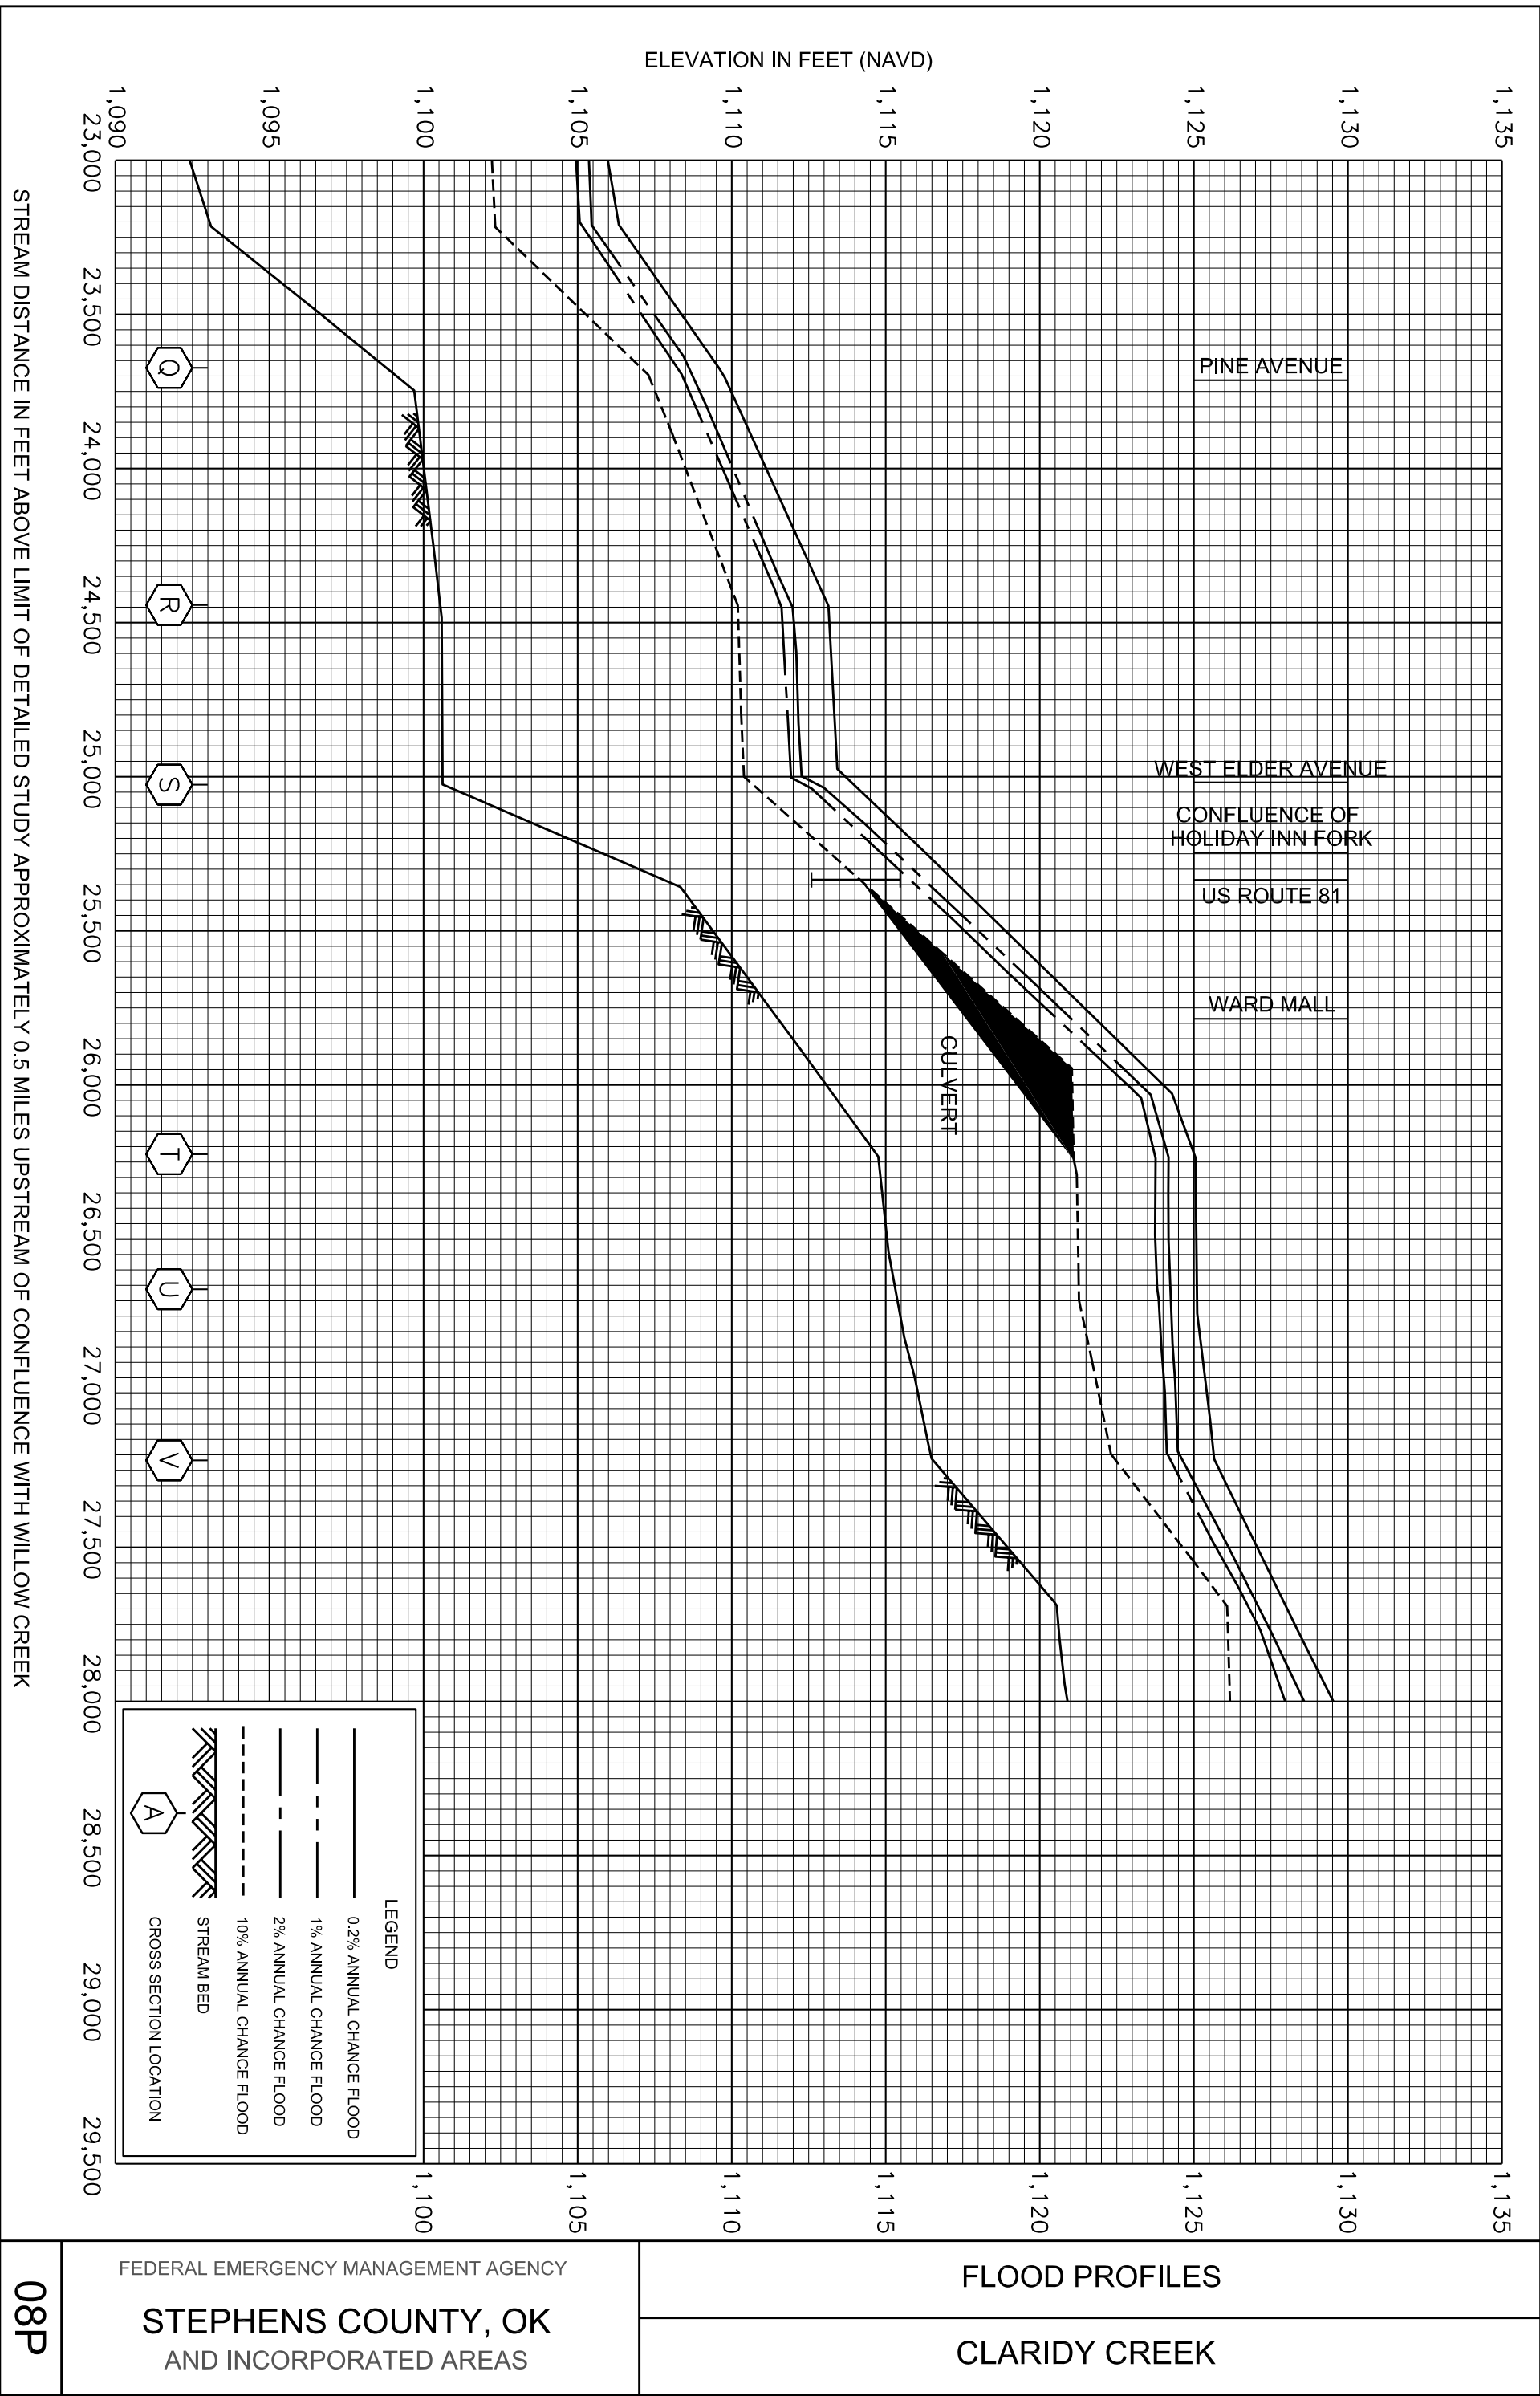 ELEVATION IN FEET (NAVD)
1,135
1,130
1,125
1,120
1,115
1,110
1,105
1,100
1,095
1,090
23,000
23,500
24,000
24,500
25,000
25,500
26,000
26,500
27,000
27,500
28,000
28,500
29,000
29,500
1,135
1,130
1,125
1,120
1,115
1,110
1,105
1,100
PINE AVENUE
WEST ELDER AVENUE
CONFLUENCE OF
HOLIDAY INN FORK
US ROUTE 81
WARD MALL
CULVERT
Q
R
S
T
U
V
LEGEND
0.2% ANNUAL CHANCE FLOOD
1% ANNUAL CHANCE FLOOD
2% ANNUAL CHANCE FLOOD
10% ANNUAL CHANCE FLOOD
STREAM BED
A
CROSS SECTION LOCATION
STREAM DISTANCE IN FEET ABOVE LIMIT OF DETAILED STUDY APPROXIMATELY 0.5 MILES UPSTREAM OF CONFLUENCE WITH WILLOW CREEK
FLOOD PROFILES
CLARIDY CREEK
FEDERAL EMERGENCY MANAGEMENT AGENCY
STEPHENS COUNTY, OK
AND INCORPORATED AREAS
08P